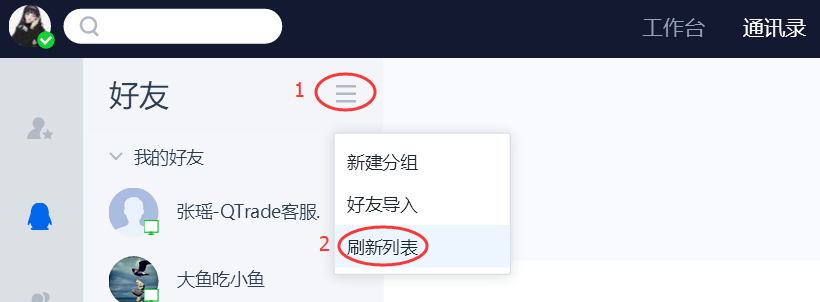 工作台 通讯录
好友 1
我的好友
新建分组
张瑶-QTrade客服.
好友导入
2 刷新列表
大鱼吃小鱼